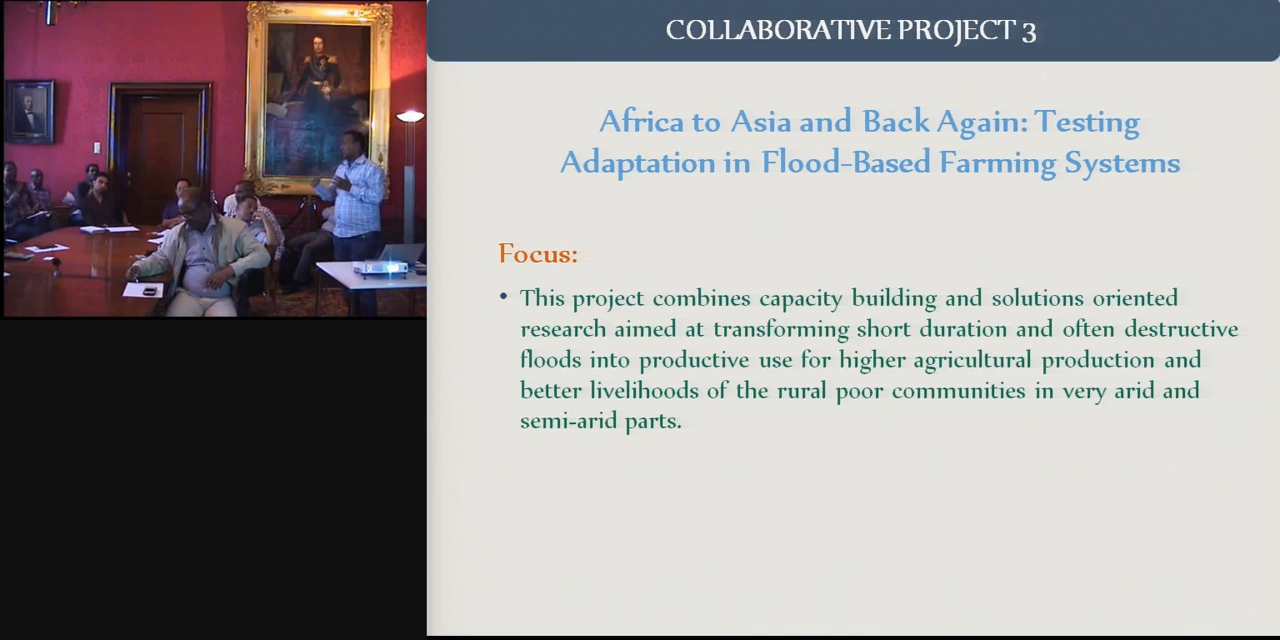 COLLABORATIVE PROJECT 3
Africa to Asia and Back Again: Testing
Adaptation in Flood-Based Farming Systems
Focus:
• This project combines capacity building and solutions oriented
research aimed at transforming short duration and often destructive
floods into productive use for higher agricultural production and
better livelihoods of the rural poor communities in very arid and
semi-arid parts.